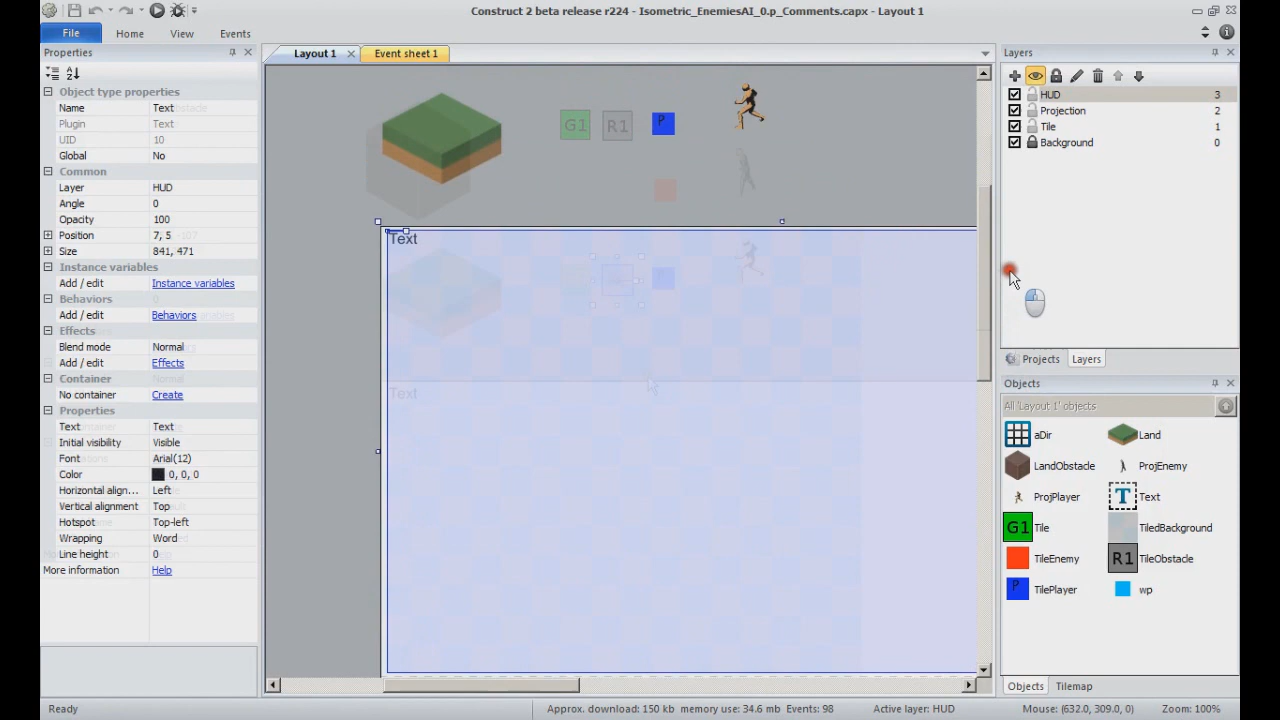 Construct 2 beta release r224 - Isometric_EnemiesAI_0.p_Comments.capx - Layout 1
File
Home
View
Events
Properties
Object type properties
Name Text
Plugin Text
UID 10
Global No
Common
Layer HUD
Angle 0
Opacity 100
Position 7, 5
Size 841, 471
Instance variables
Add / edit Instance variables
Behaviors
Add / edit Behaviors
Effects
Blend mode Normal
Add / edit Effects
Container
No container Create
Properties
Text Text
Initial visibility Visible
Font Arial(12)
Color 0, 0, 0
Horizontal align... Left
Vertical alignment Top
Hotspot Top-left
Wrapping Word
Line height 0
More information Help
Layout 1
Event sheet 1
G1
R1
P
Text
Text
Layers
HUD 3
Projection 2
Tile 1
Background 0
Projects
Layers
Objects
All 'Layout 1' objects
aDir
Land
LandObstacle
ProjEnemy
ProjPlayer
T Text
G1 Tile
TiledBackground
TileEnemy
R1 TileObstacle
P TilePlayer
wp
Objects
Tilemap
Ready
Approx. download: 150 kb
memory use: 34.6 mb
Events: 98
Active layer: HUD
Mouse: (632.0, 309.0, 0)
Zoom: 100%